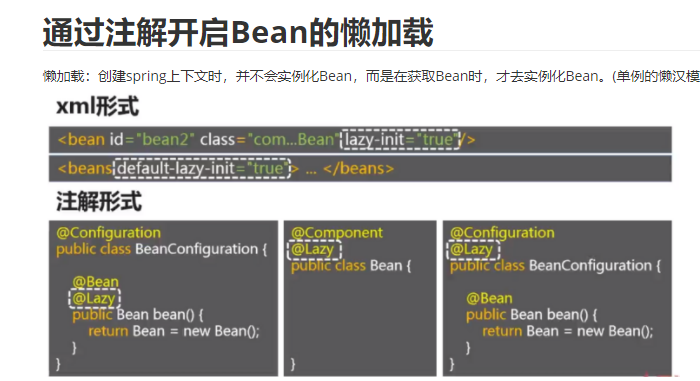 通过注解开启Bean的懒加载
懒加载：创建spring上下文时，并不会实例化Bean，而是在获取Bean时，才去实例化Bean。(单例的懒汉模
xml形式
<bean id="bean2" class="com...Bean" lazy-init="true"/>
<beans default-lazy-init="true"> ... </beans>
注解形式
@Configuration
public class BeanConfiguration {
@Bean
@Lazy
public Bean bean() {
return Bean = new Bean();
}
}
@Component
@Lazy
public class Bean {
}
@Configuration
@Lazy
public class BeanConfiguration {
@Bean
public Bean bean() {
return Bean = new Bean();
}
}